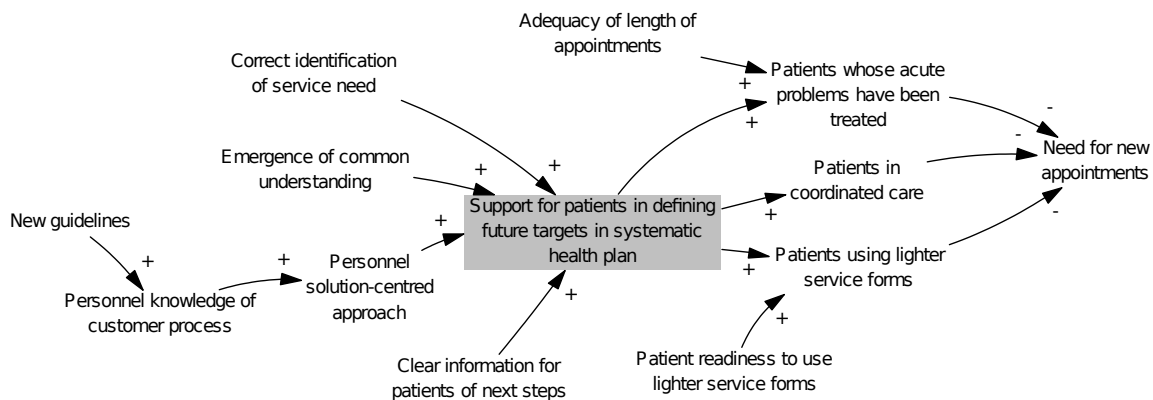 Adequacy of length of
appointments
Correct identification
of service need
Patients whose acute
problems have been
treated
+
+
-
-
Need for new
appointments
-
Emergence of common
understanding
+
+
Patients in
coordinated care
+
Support for patients in defining
future targets in systematic
health plan
+
New guidelines
+
Personnel knowledge of
customer process
+
Personnel
solution-centred
approach
Patients using lighter
service forms
+
+
+
Clear information for
patients of next steps
Patient readiness to use
lighter service forms